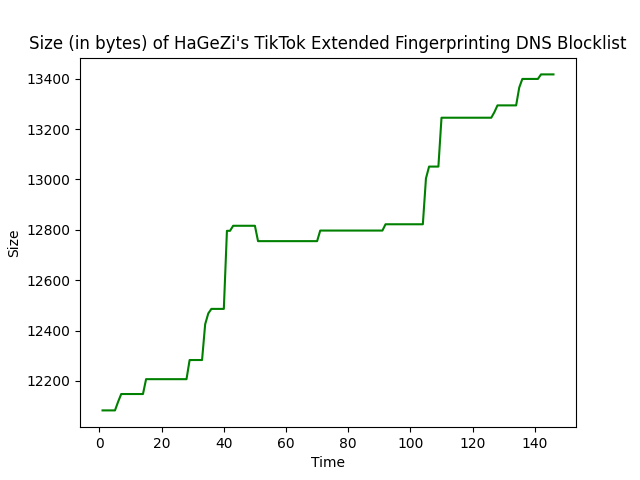 Size (in bytes) of HaGeZi's TikTok Extended Fingerprinting DNS Blocklist
13400
13200
13000
12800
12600
12400
12200
Size
0 20 40 60 80 100 120 140
Time